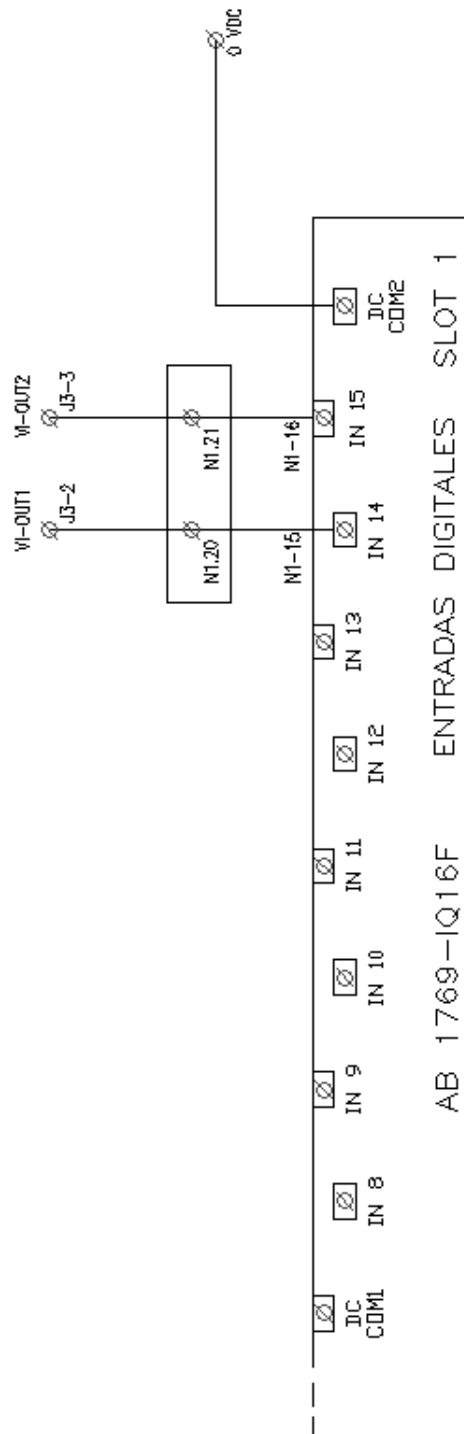 VI-OUT1
VI-OUT2
J3-2
J3-3
0 VDC
N1.20
N1.21
N1-15
N1-16
DC
COM1
IN 8
IN 9
IN 10
IN 11
IN 12
IN 13
IN 14
IN 15
DC
COM2
AB 1769-IQ16F
ENTRADAS DIGITALES
SLOT 1